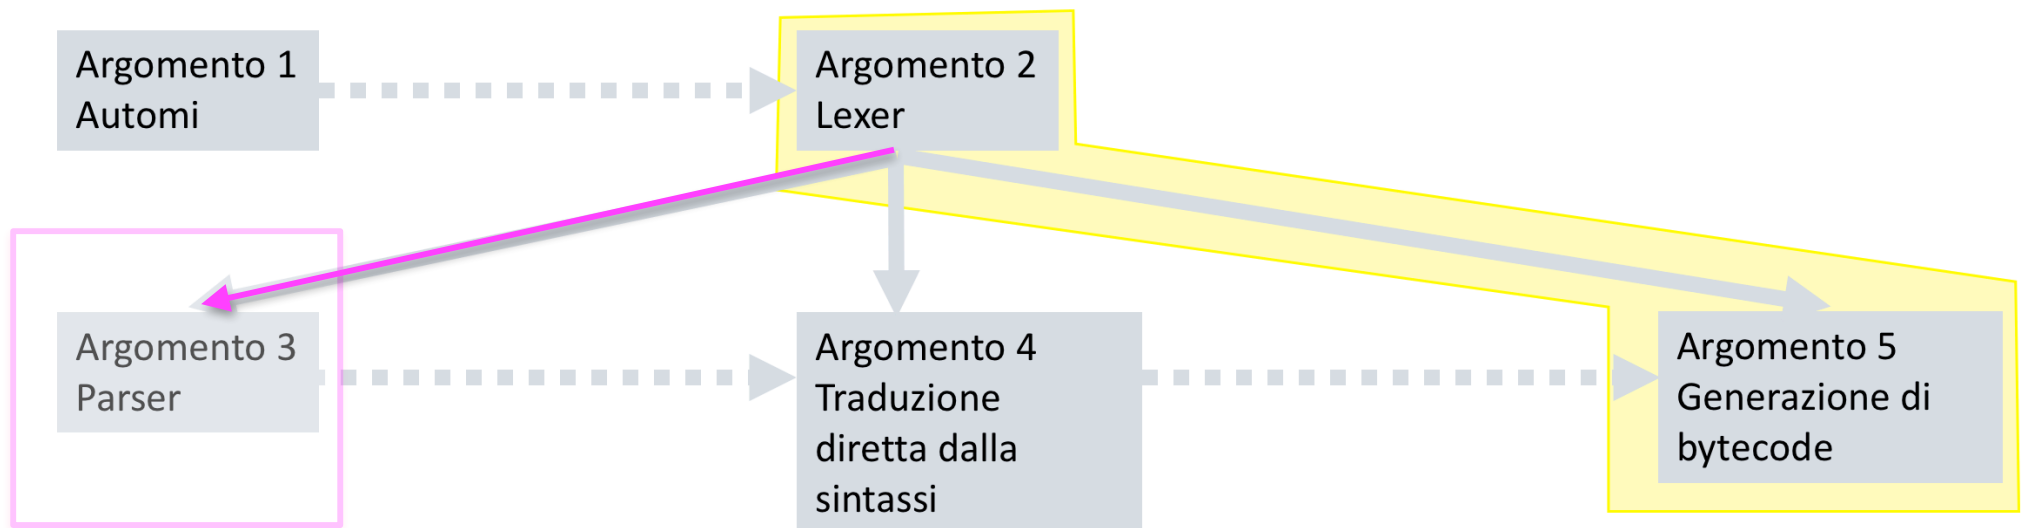 Argomento 1
Automi
Argomento 2
Lexer
Argomento 3
Parser
Argomento 4
Traduzione
diretta dalla
sintassi
Argomento 5
Generazione di
bytecode